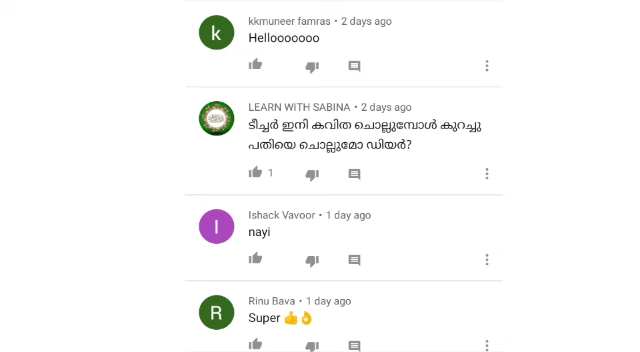 kkmuneer famras • 2 days ago
Hellooooooo
LEARN WITH SABINA • 2 days ago
ടീച്ചർ ഇനി കവിത ചൊല്ലുമ്പോൾ കുറച്ചു
പതിയെ ചൊല്ലുമോ ഡിയർ?
1
Ishack Vavoor • 1 day ago
nayi
Rinu Bava • 1 day ago
Super 👍👌